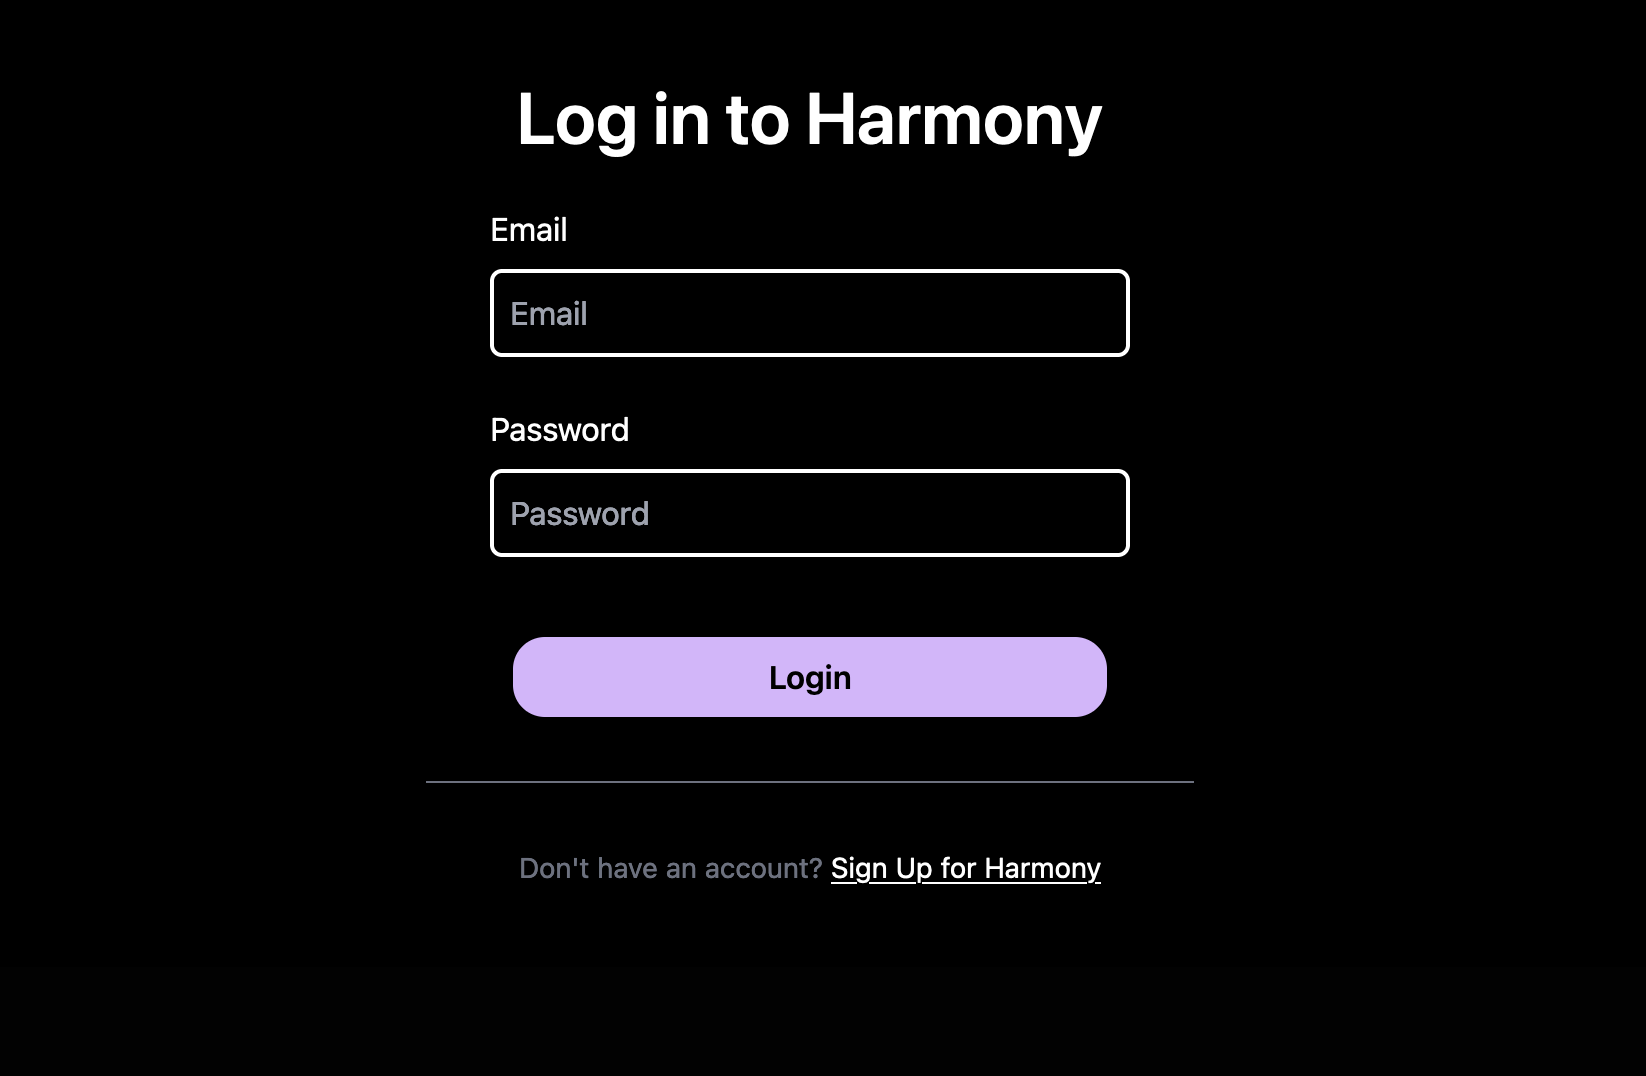 Log in to Harmony
Email
Email
Password
Password
Login
Don't have an account? Sign Up for Harmony